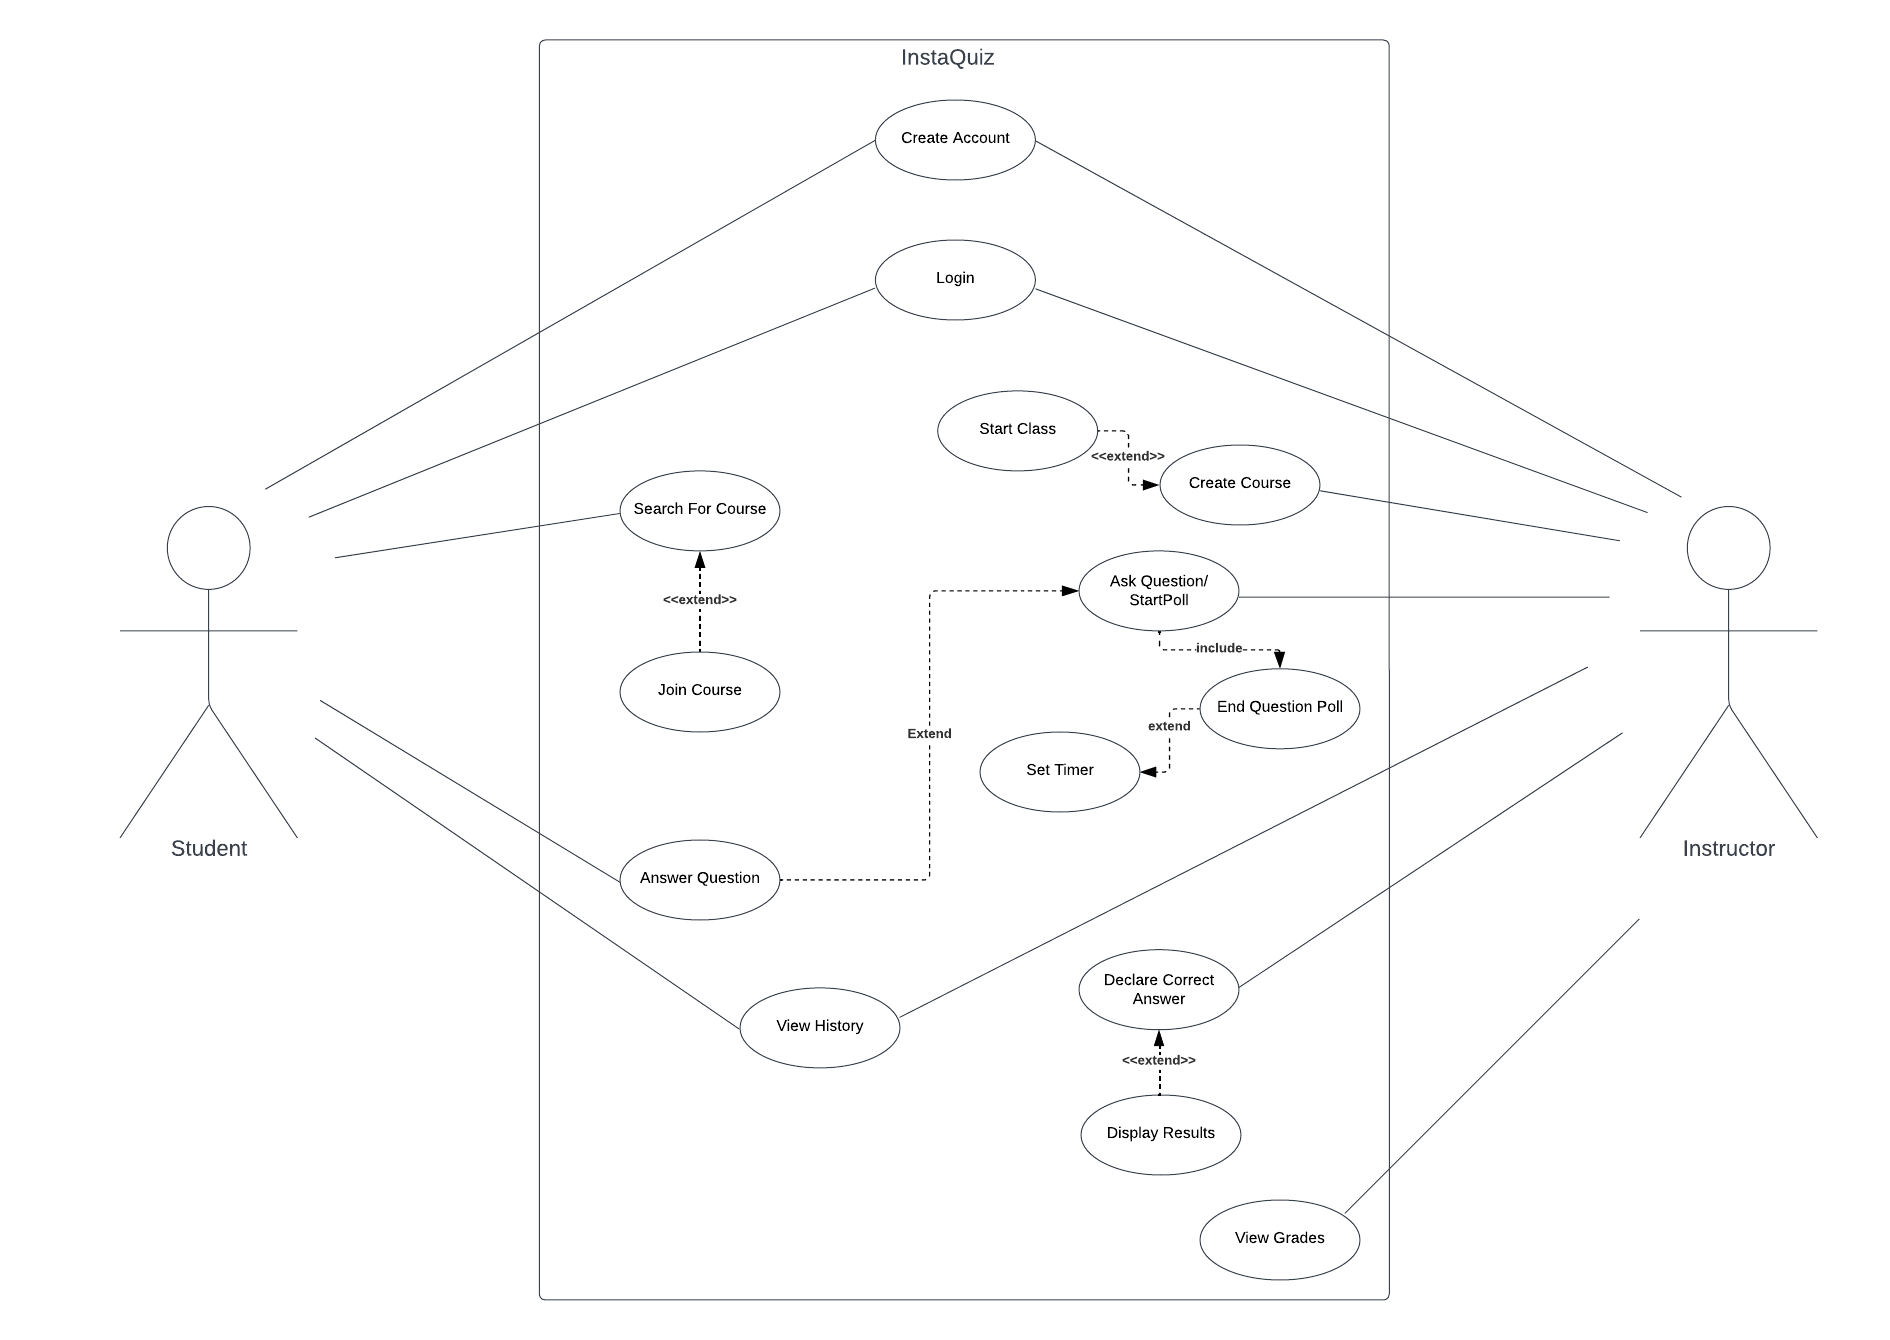 InstaQuiz
Create Account
Login
Start Class
<<extend>>
Create Course
Search For Course
<<extend>>
Join Course
Ask Question/
StartPoll
include
End Question Poll
extend
Set Timer
Extend
Student
Instructor
Answer Question
View History
Declare Correct
Answer
<<extend>>
Display Results
View Grades